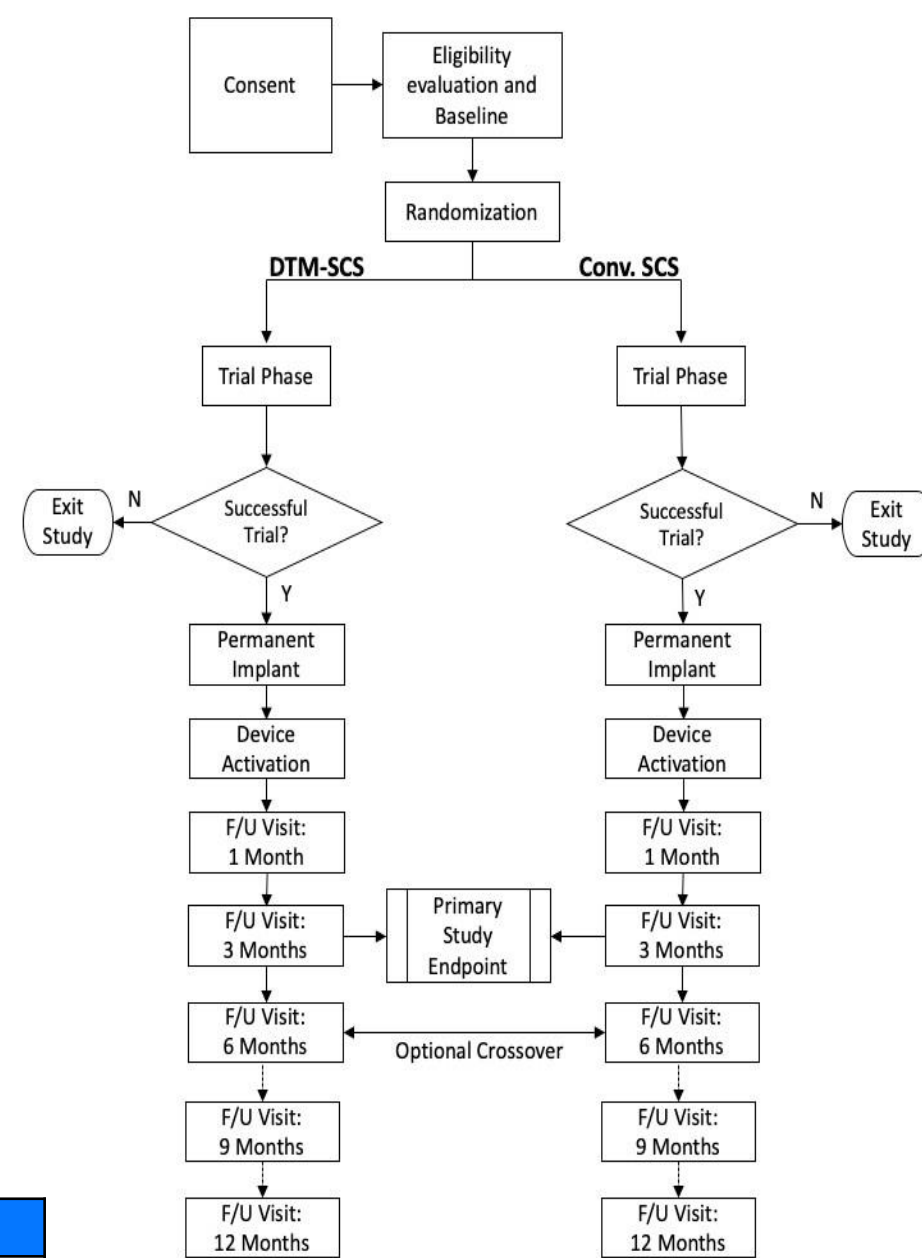 Consent
Eligibility
evaluation and
Baseline
Randomization
DTM-SCS
Conv. SCS
Trial Phase
Trial Phase
Successful
Trial?
N
Exit
Study
Y
Successful
Trial?
N
Exit
Study
Y
Permanent
Implant
Permanent
Implant
Device
Activation
Device
Activation
F/U Visit:
1 Month
F/U Visit:
1 Month
F/U Visit:
3 Months
Primary
Study
Endpoint
F/U Visit:
3 Months
F/U Visit:
6 Months
Optional Crossover
F/U Visit:
6 Months
F/U Visit:
9 Months
F/U Visit:
9 Months
F/U Visit:
12 Months
F/U Visit:
12 Months